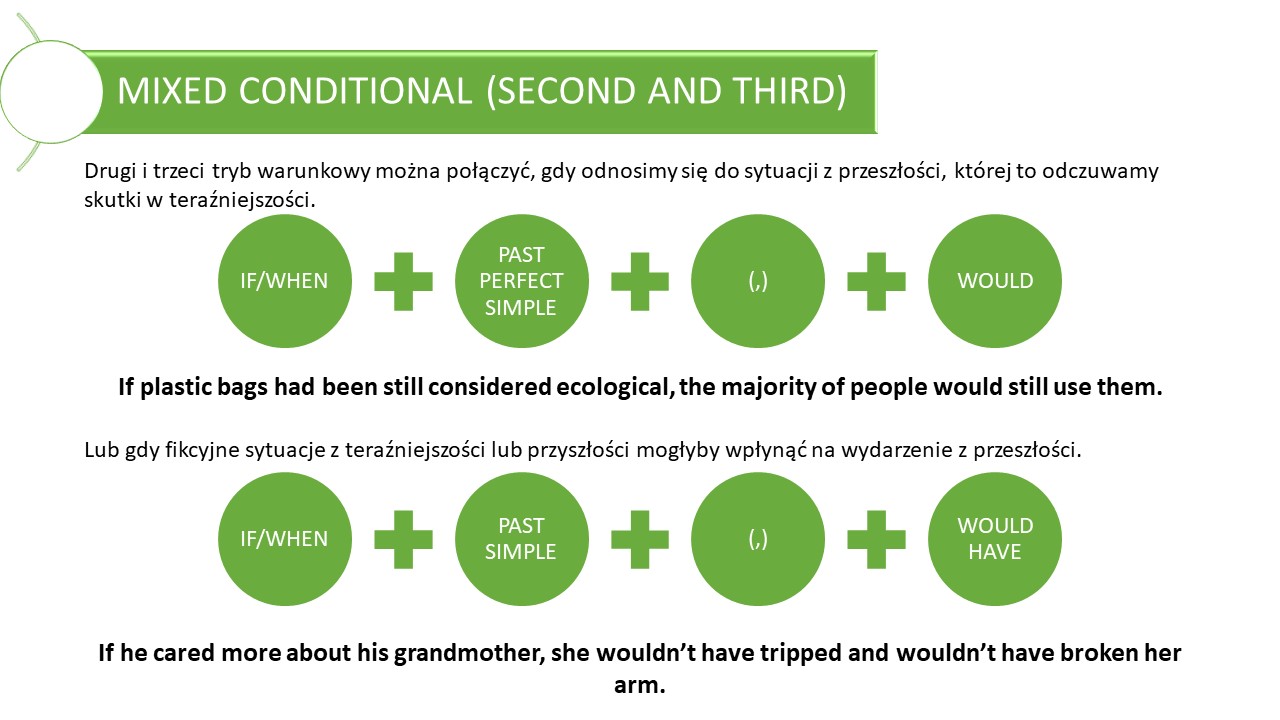 MIXED CONDITIONAL (SECOND AND THIRD)
Drugi i trzeci tryb warunkowy można połączyć, gdy odnosimy się do sytuacji z przeszłości, której to odczuwamy
skutki w teraźniejszości.
IF/WHEN
PAST
PERFECT
SIMPLE
(,)
WOULD
If plastic bags had been still considered ecological, the majority of people would still use them.
Lub gdy fikcyjne sytuacje z teraźniejszości lub przyszłości mogłyby wpłynąć na wydarzenie z przeszłości.
IF/WHEN
PAST
SIMPLE
(,)
WOULD
HAVE
If he cared more about his grandmother, she wouldn’t have tripped and wouldn’t have broken her
arm.